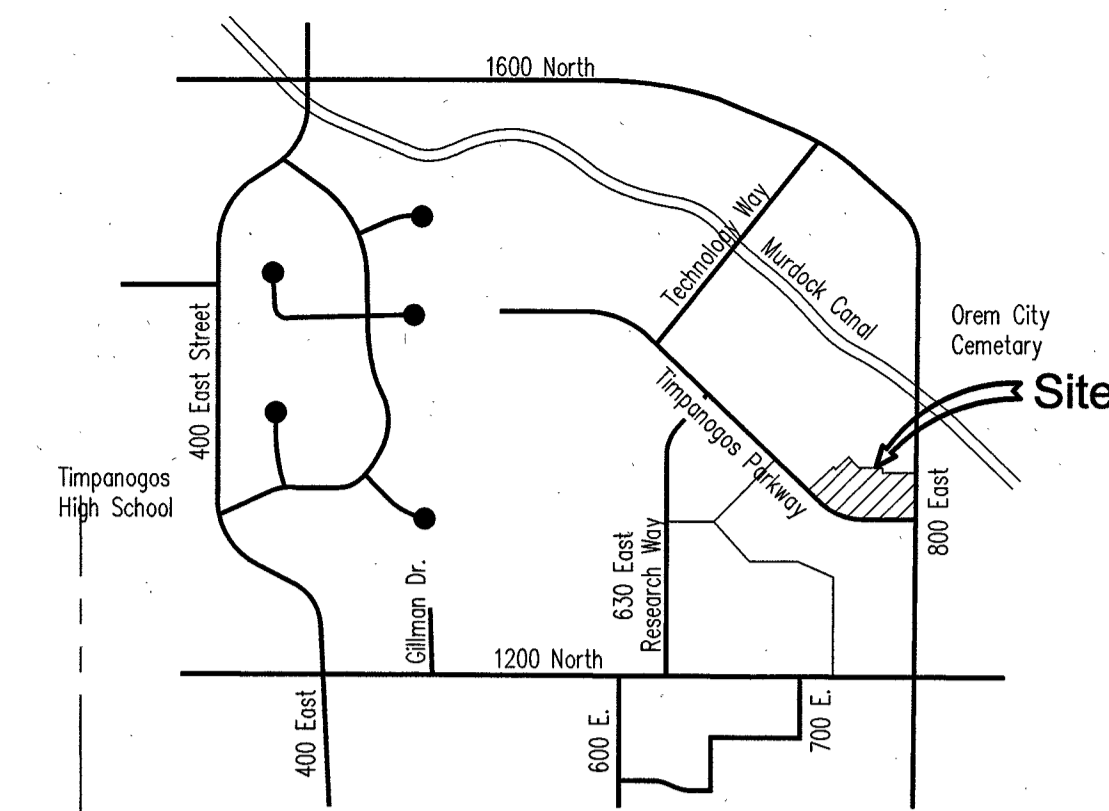 1600 North
Technology Way
Murdock Canal
Orem City
Cemetary
Site
400 East Street
Timpanogos Parkway
Timpanogos
High School
800 East
630 East
Research Way
Gillman Dr.
1200 North
400 East
600 E.
700 E.